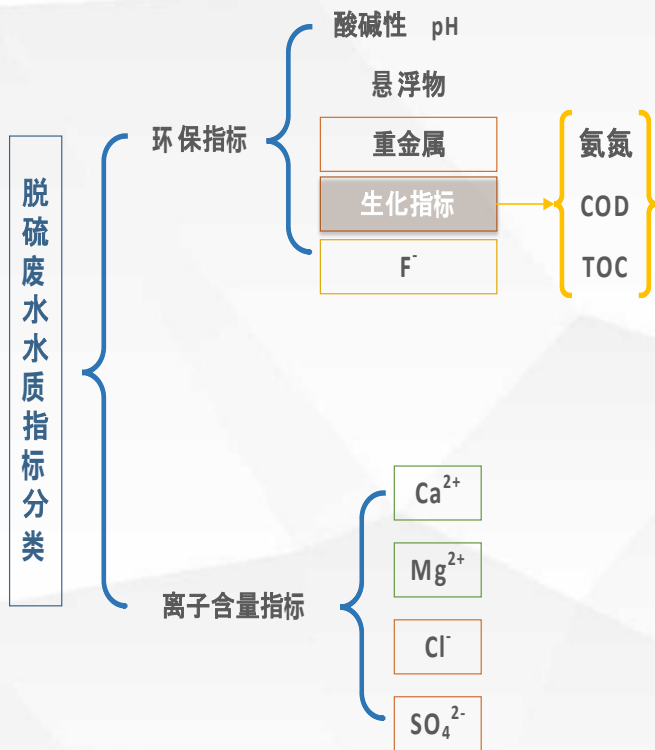 脱硫废水水质指标分类
环保指标
酸碱性 pH
悬浮物
重金属
生化指标
F⁻
氨氮
COD
TOC
离子含量指标
Ca²⁺
Mg²⁺
Cl⁻
SO₄²⁻